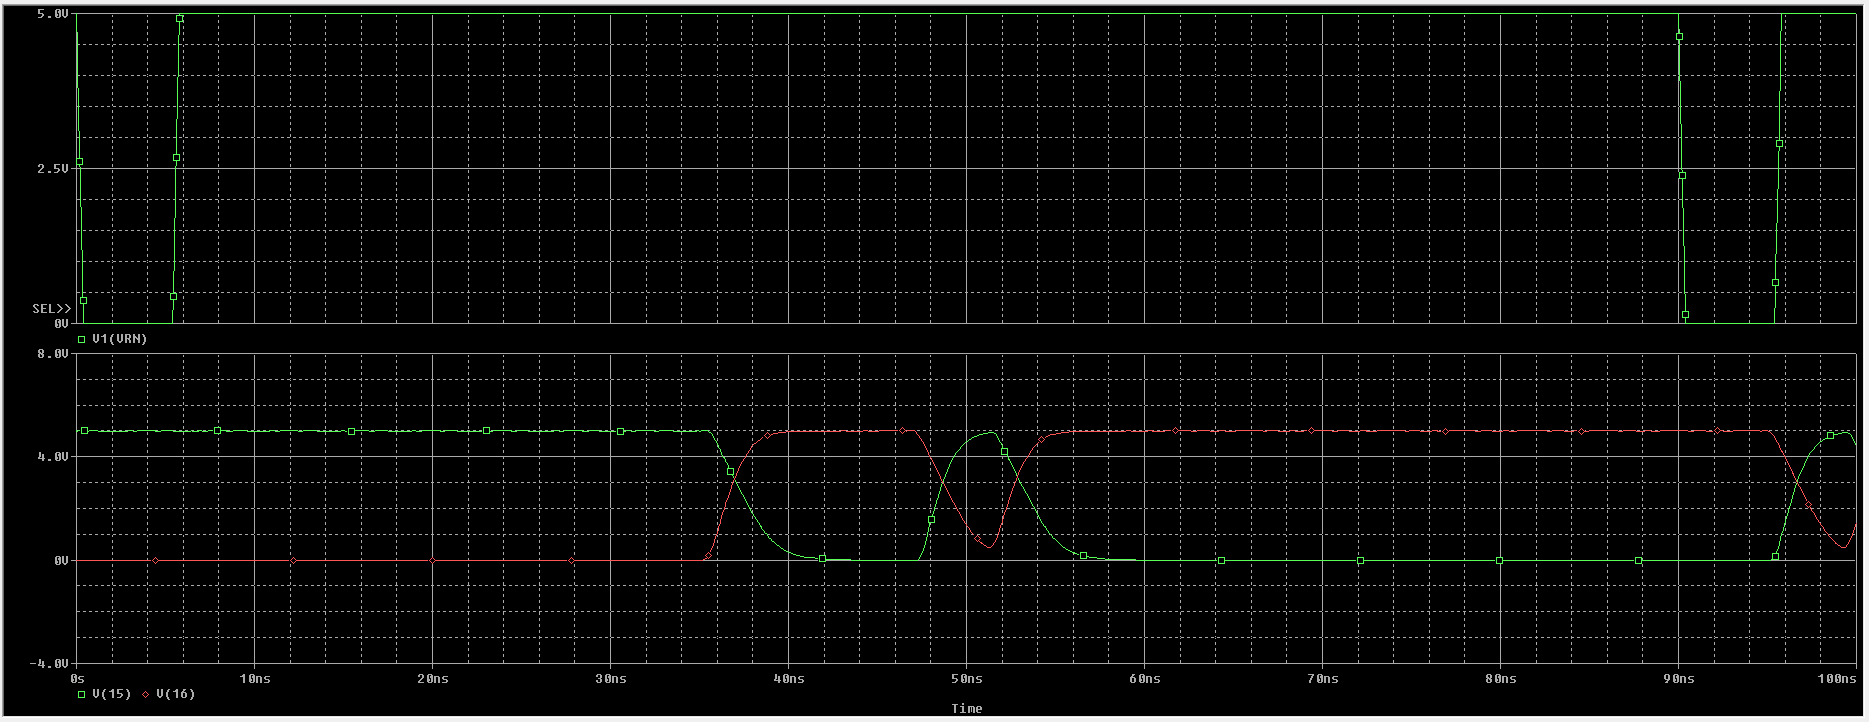 5.0V
2.5V
SEL>>
0V
V1(VRN)
8.0V
4.0V
0V
-4.0V
0s 10ns 20ns 30ns 40ns 50ns 60ns 70ns 80ns 90ns 100ns
V(15) V(16)
Time